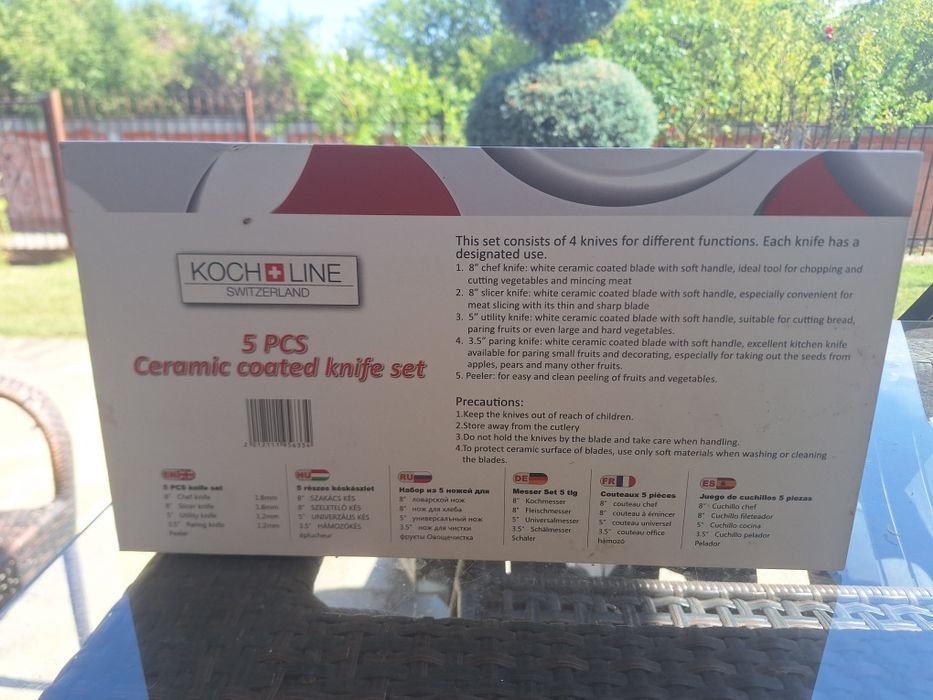 KOCH LINE
SWITZERLAND
5 PCS
Ceramic coated knife set
This set consists of 4 knives for different functions. Each knife has a
designated use.
1. 8" chef knife: white ceramic coated blade with soft handle, ideal tool for chopping and
cutting vegetables and mincing meat
2. 8" slicer knife: white ceramic coated blade with soft handle, especially convenient for
meat slicing with its thin and sharp blade
3. 5" utility knife: white ceramic coated blade with soft handle, suitable for cutting bread,
paring fruits or even large and hard vegetables.
4. 3.5" paring knife: white ceramic coated blade with soft handle, excellent kitchen knife
available for paring small fruits and decorating, especially for taking out the seeds from
apples, pears and many other fruits.
5. Peeler: for easy and clean peeling of fruits and vegetables.
Precautions:
1.Keep the knives out of reach of children.
2.Store away from the cutlery
3.Do not hold the knives by the blade and take care when handling.
4.To protect ceramic surface of blades, use only soft materials when washing or cleaning
the blades.
EN
5 PCS knife set
8" Chef knife 1.8mm
8" Slicer knife 1.6mm
5" Utility knife 1.2mm
3.5" Paring knife 1.2mm
Peeler
HU
5 részes késkészlet
8" SZAKÁCS KÉS
8" SZELETELŐ KÉS
5" UNIVERZÁLIS KÉS
3.5" HÁMOZÓKÉS
éplucheur
RU
Набор из 5 ножей для
8" поварской нож
8" нож для хлеба
5" универсальный нож
3.5" нож для чистки
фрукты Овощечистка
DE
Messer Set 5 tlg
8" Kochmesser
8" Fleischmesser
5" Universalmesser
3.5" Schälmesser
Schäler
FR
Couteaux 5 pièces
8" couteau chef
8" couteau à émincer
5" couteau universel
3.5" couteau office
hámozó
ES
Juego de cuchillos 5 piezas
8" Cuchillo chef
8" Cuchillo fileteador
5" Cuchillo cocina
3.5" Cuchillo pelador
Pelador